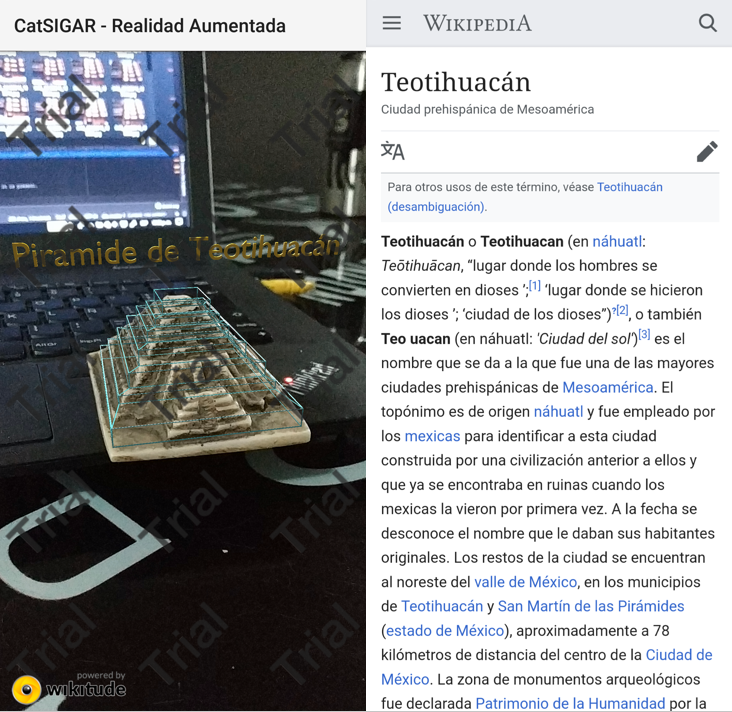 CatSIGAR - Realidad Aumentada
Trial Trial Trial
Piramide de Teotihuacán
Trial Trial Trial
ThinkPad
Trial Trial Trial
Trial Trial Trial
powered by
wikitude
WIKIPEDIA
Teotihuacán
Ciudad prehispánica de Mesoamérica
Para otros usos de este término, véase Teotihuacán
(desambiguación).
Teotihuacán o Teotihuacan (en náhuatl:
Teōtihuācan, “lugar donde los hombres se
convierten en dioses ’;[1] ‘lugar donde se hicieron
los dioses ’; ‘ciudad de los dioses”)?[2], o también
Teo uacan (en náhuatl: 'Ciudad del sol')[3] es el
nombre que se da a la que fue una de las mayores
ciudades prehispánicas de Mesoamérica. El
topónimo es de origen náhuatl y fue empleado por
los mexicas para identificar a esta ciudad
construida por una civilización anterior a ellos y
que ya se encontraba en ruinas cuando los
mexicas la vieron por primera vez. A la fecha se
desconoce el nombre que le daban sus habitantes
originales. Los restos de la ciudad se encuentran
al noreste del valle de México, en los municipios
de Teotihuacán y San Martín de las Pirámides
(estado de México), aproximadamente a 78
kilómetros de distancia del centro de la Ciudad de
México. La zona de monumentos arqueológicos
fue declarada Patrimonio de la Humanidad por la